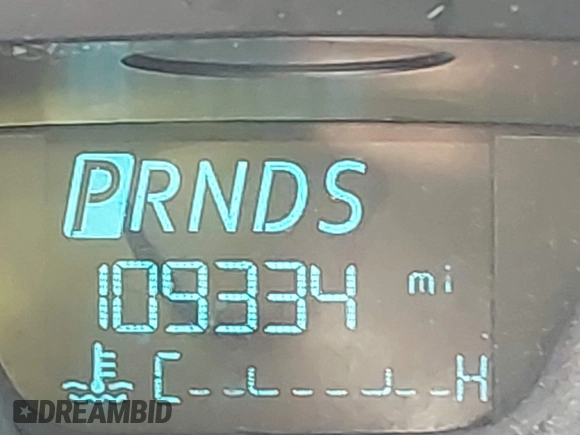 PRNDS
109334 mi
C H
DREAMBID